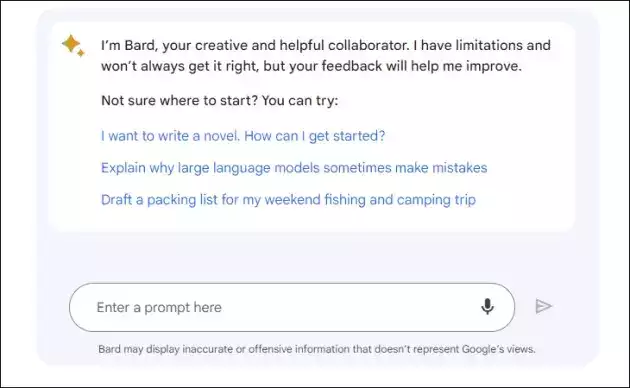 I'm Bard, your creative and helpful collaborator. I have limitations and
won't always get it right, but your feedback will help me improve.
Not sure where to start? You can try:
I want to write a novel. How can I get started?
Explain why large language models sometimes make mistakes
Draft a packing list for my weekend fishing and camping trip
Enter a prompt here
Bard may display inaccurate or offensive information that doesn't represent Google's views.